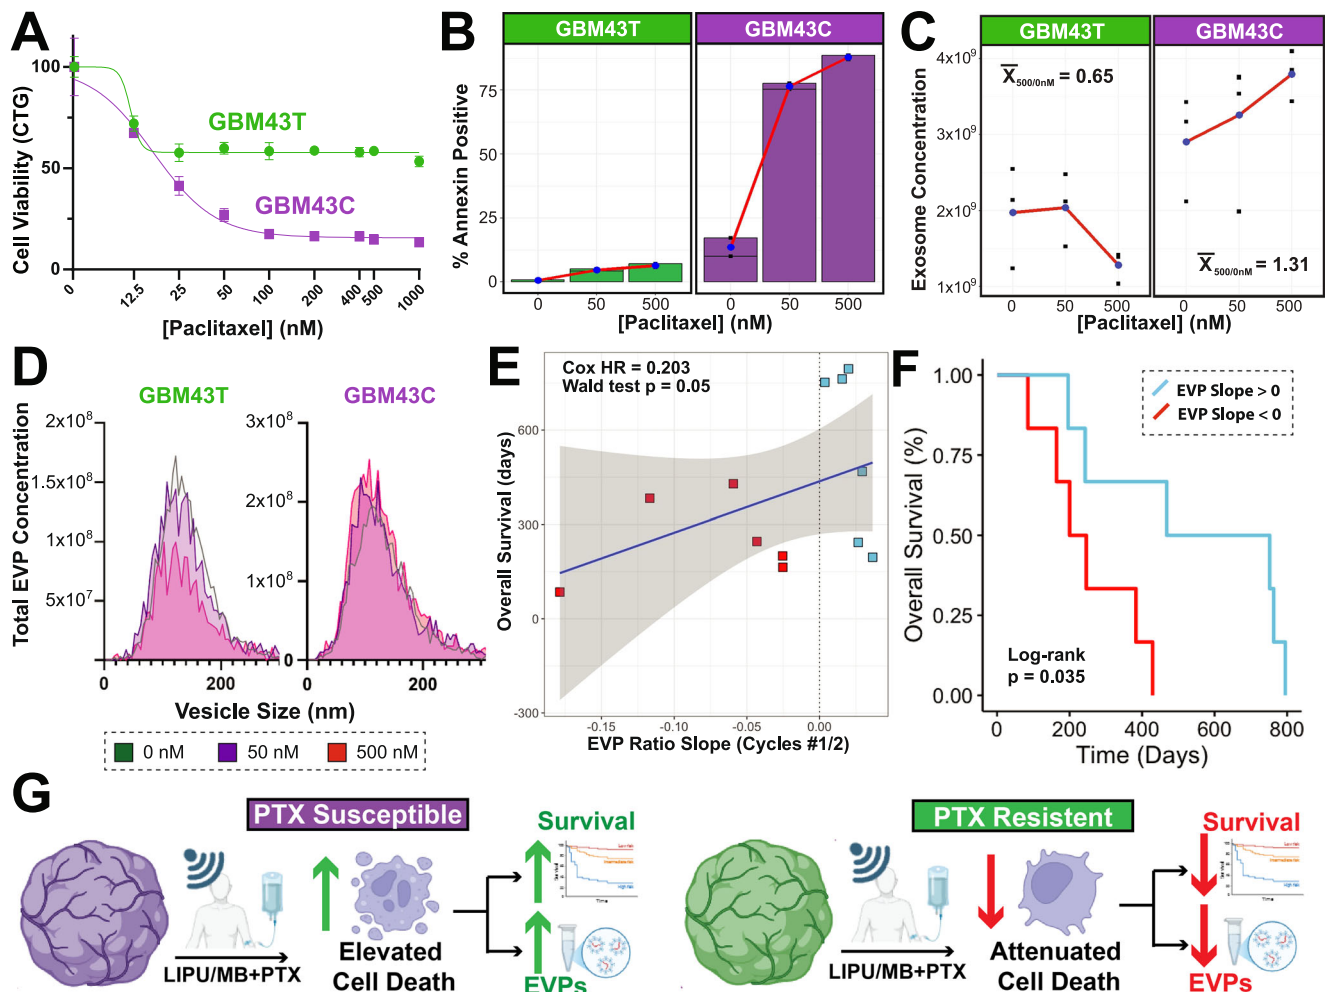 A
Cell Viability (CTG)
100
50
0
GBM43T
GBM43C
0
12.5
25
50
100
200
400
500
1000
[Paclitaxel] (nM)
B
GBM43T
GBM43C
% Annexin Positive
75
50
25
0
0
50
500
0
50
500
[Paclitaxel] (nM)
C
GBM43T
GBM43C
Exosome Concentration
4x10⁹
3x10⁹
2x10⁹
1x10⁹
X̅500/0nM = 0.65
X̅500/0nM = 1.31
0
50
500
0
50
500
[Paclitaxel] (nM)
D
GBM43T
GBM43C
Total EVP Concentration
2x10⁸
1.5x10⁸
1x10⁸
5x10⁷
3x10⁸
2x10⁸
1x10⁸
0
0
200
0
200
Vesicle Size (nm)
0 nM
50 nM
500 nM
E
Cox HR = 0.203
Wald test p = 0.05
Overall Survival (days)
600
300
0
-300
-0.15
-0.10
-0.05
0.00
EVP Ratio Slope (Cycles #1/2)
F
EVP Slope > 0
EVP Slope < 0
Overall Survival (%)
1.00
0.75
0.50
0.25
0.00
Log-rank
p = 0.035
0
200
400
600
800
Time (Days)
G
PTX Susceptible
LIPU/MB+PTX
Elevated
Cell Death
Survival
Time
EVPs
PTX Resistent
LIPU/MB+PTX
Attenuated
Cell Death
Survival
Time
EVPs